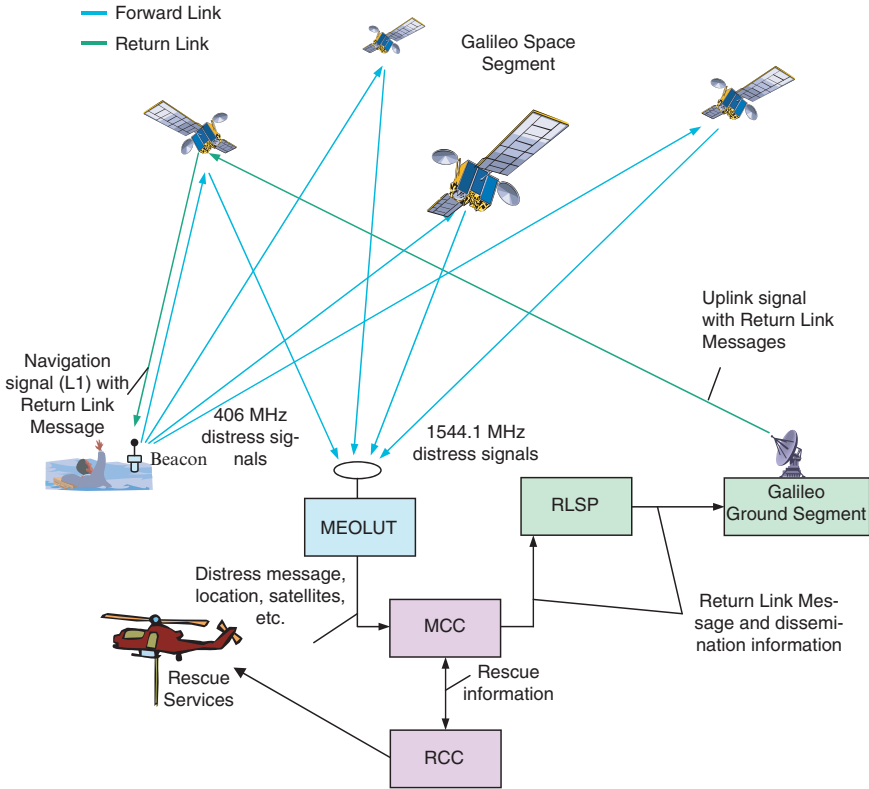 Forward Link
Return Link
Galileo Space
Segment
Uplink signal
with Return Link
Messages
Navigation
signal (L1) with
Return Link
Message
406 MHz
distress sig-
nals
1544.1 MHz
distress signals
Beacon
MEOLUT
RLSP
Galileo
Ground Segment
Distress message,
location, satellites,
etc.
MCC
Return Link Mes-
sage and dissemi-
nation information
Rescue
information
Rescue
Services
RCC